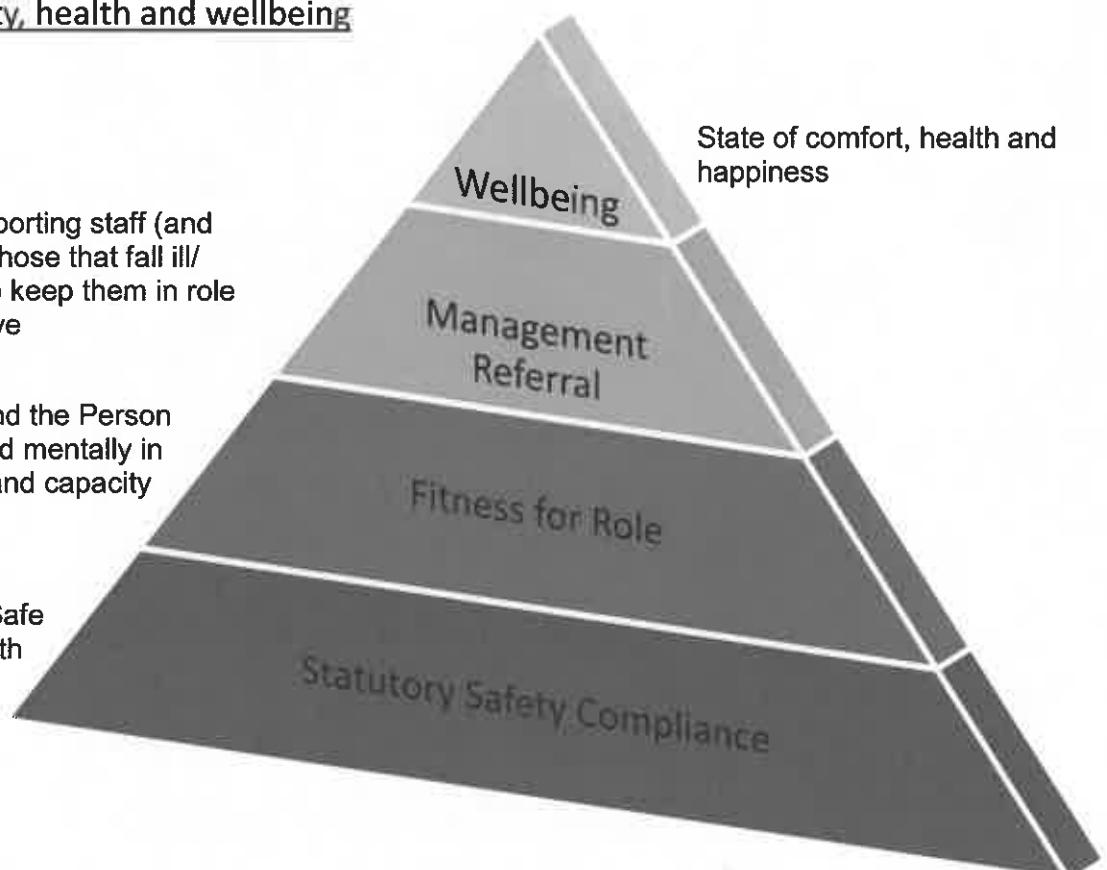 ty, health and wellbeing
State of comfort, health and
happiness
Wellbeing
porting staff (and
hose that fall ill/
keep them in role
ve
Management
Referral
nd the Person
d mentally in
and capacity
Fitness for Role
Safe
th
Statutory Safety Compliance